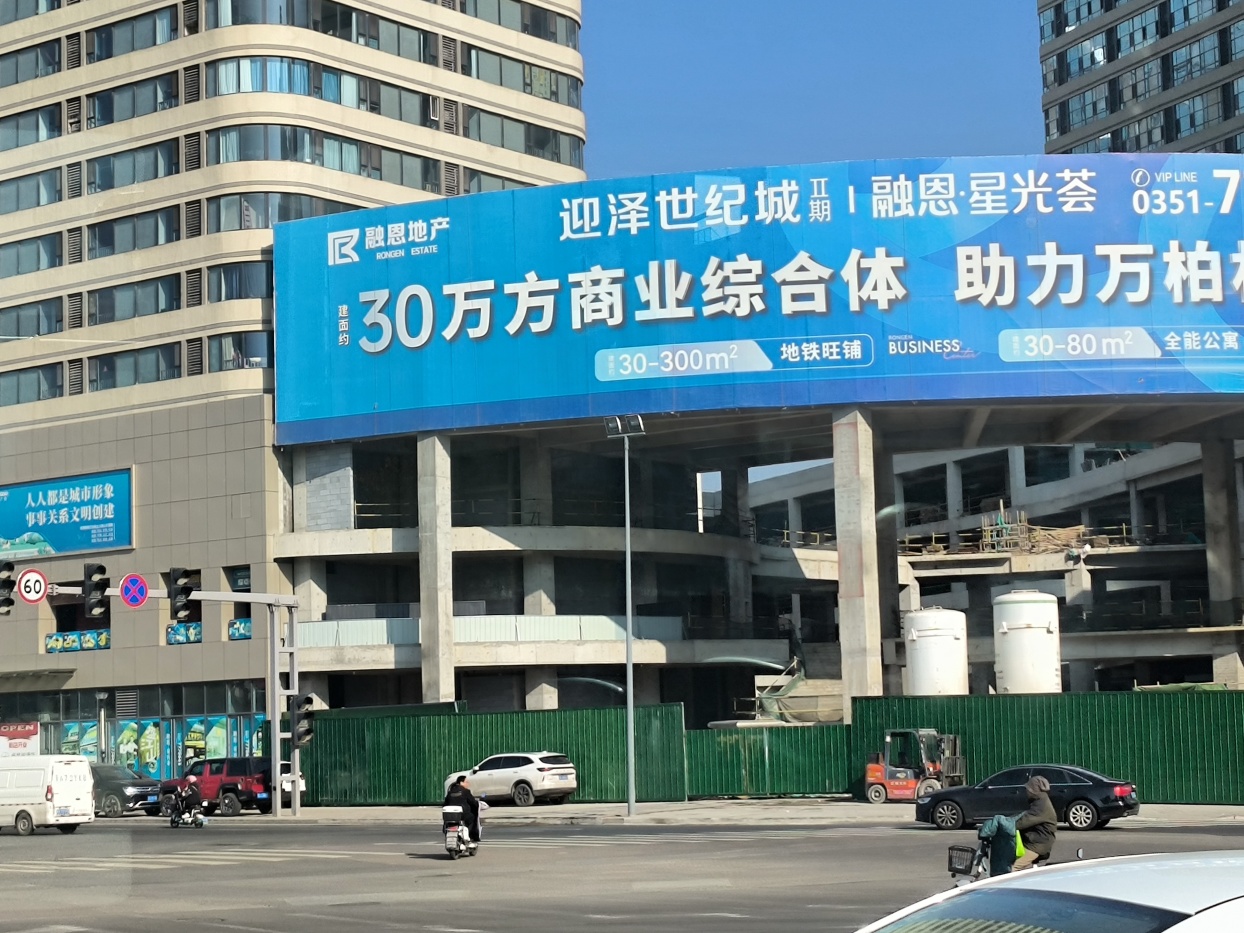 融恩地产
RONGEN ESTATE
迎泽世纪城 II期 | 融恩·星光荟
VIP LINE
0351-7
建面约
30万方商业综合体 助力万柏
30-300m²
地铁旺铺
BUSINESS
Center
30-80m²
全能公寓
人人都是城市形象
事事关系文明创建
60
OPEN